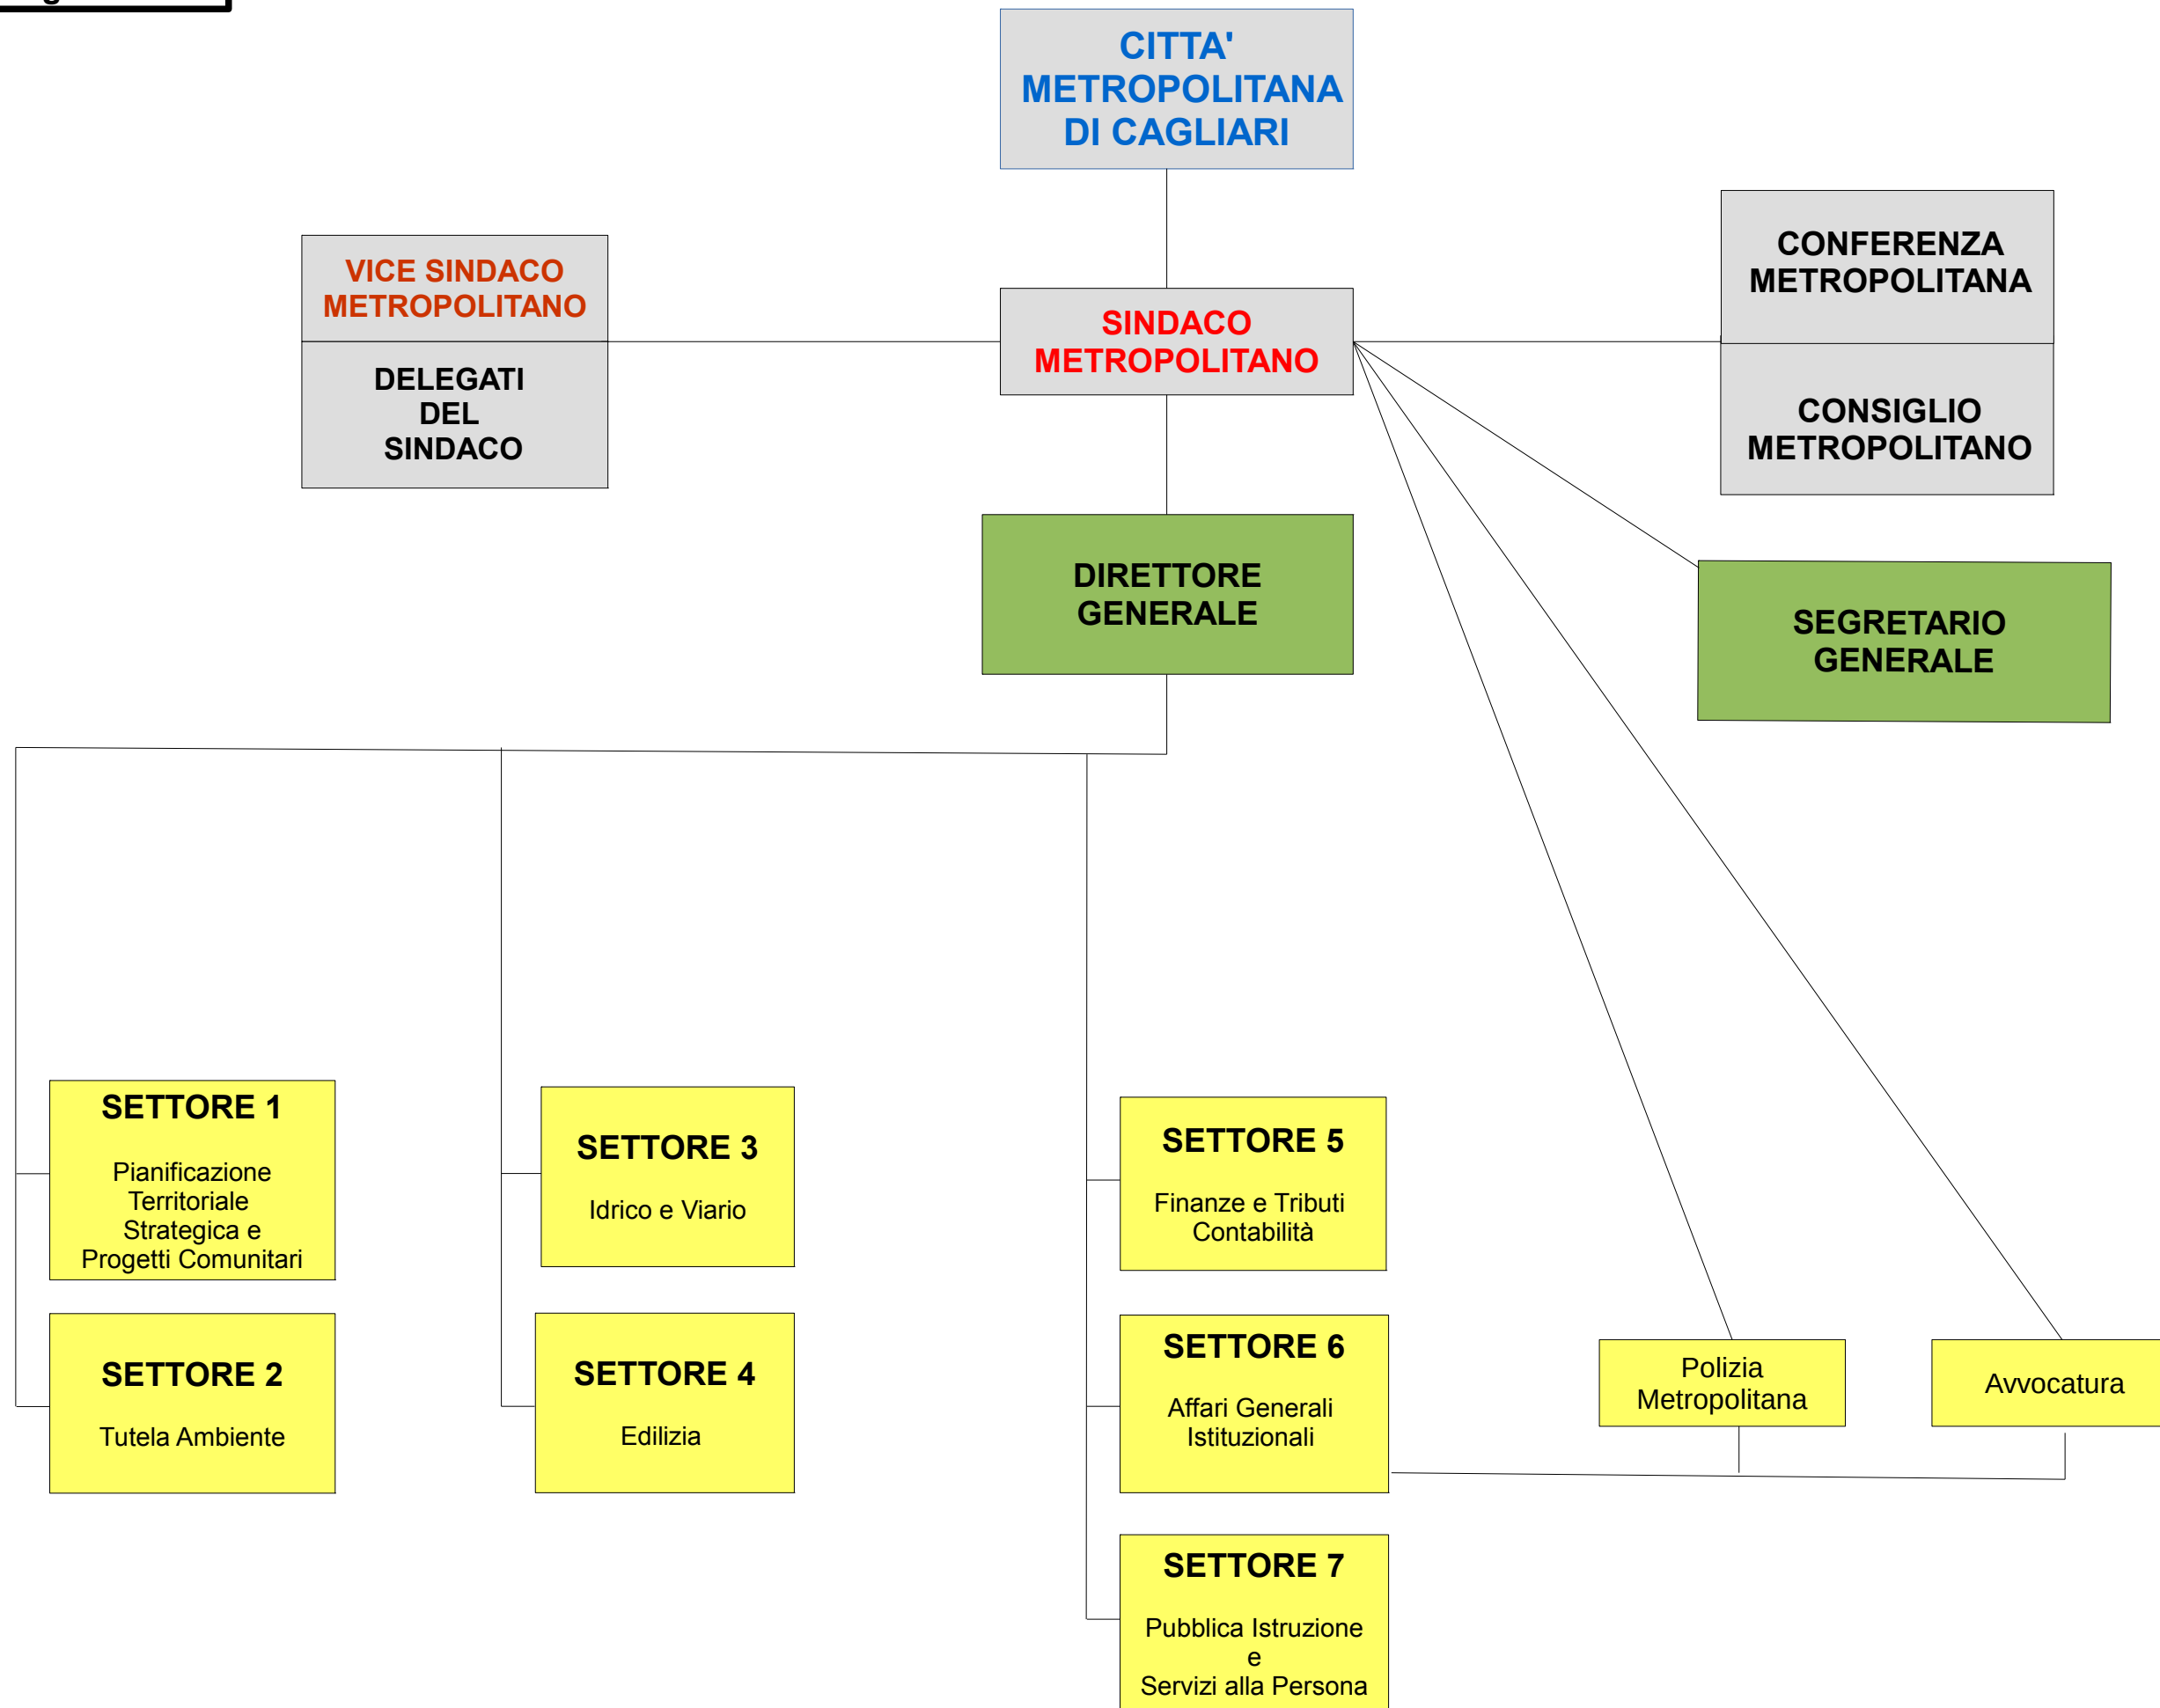 CITTA'
METROPOLITANA
DI CAGLIARI
VICE SINDACO
METROPOLITANO
DELEGATI
DEL
SINDACO
SINDACO
METROPOLITANO
CONFERENZA
METROPOLITANA
CONSIGLIO
METROPOLITANO
DIRETTORE
GENERALE
SEGRETARIO
GENERALE
SETTORE 1
Pianificazione
Territoriale
Strategica e
Progetti Comunitari
SETTORE 2
Tutela Ambiente
SETTORE 3
Idrico e Viario
SETTORE 4
Edilizia
SETTORE 5
Finanze e Tributi
Contabilità
SETTORE 6
Affari Generali
Istituzionali
SETTORE 7
Pubblica Istruzione
e
Servizi alla Persona
Polizia
Metropolitana
Avvocatura